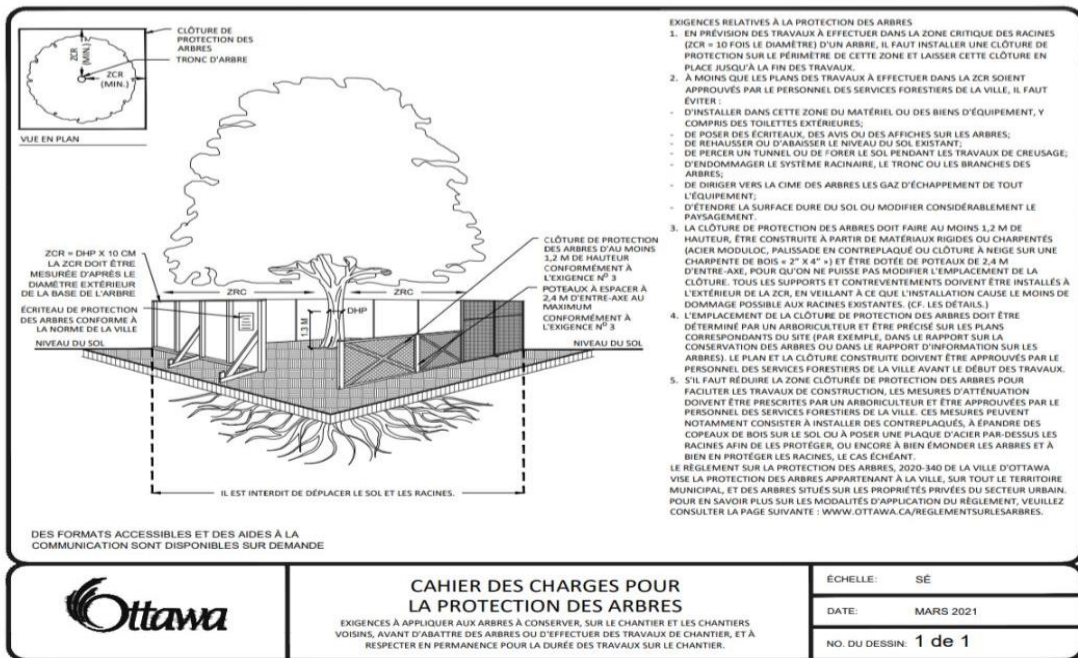 CLÔTURE DE
PROTECTION DES
ARBRES
TRONC D'ARBRE
ZCR
(MIN.)
ZCR
(MIN.)
VUE EN PLAN
ZCR = DHP X 10 CM
LA ZCR DOIT ÊTRE
MESURÉE D'APRÈS LE
DIAMÈTRE EXTÉRIEUR
DE LA BASE DE L'ARBRE
ÉCRITEAU DE PROTECTION
DES ARBRES CONFORME À
LA NORME DE LA VILLE
NIVEAU DU SOL
ZRC
ZRC
DHP
1,3 M
CLÔTURE DE PROTECTION
DES ARBRES D'AU MOINS
1,2 M DE HAUTEUR
CONFORMÉMENT À
L'EXIGENCE Nº 3
POTEAUX À ESPACER À
2,4 M D'ENTRE-AXE AU
MAXIMUM
CONFORMÉMENT À
L'EXIGENCE Nº 3
NIVEAU DU SOL
IL EST INTERDIT DE DÉPLACER LE SOL ET LES RACINES.
DES FORMATS ACCESSIBLES ET DES AIDES À LA
COMMUNICATION SONT DISPONIBLES SUR DEMANDE
EXIGENCES RELATIVES À LA PROTECTION DES ARBRES
1. EN PRÉVISION DES TRAVAUX À EFFECTUER DANS LA ZONE CRITIQUE DES RACINES
(ZCR = 10 FOIS LE DIAMÈTRE) D'UN ARBRE, IL FAUT INSTALLER UNE CLÔTURE DE
PROTECTION SUR LE PÉRIMÈTRE DE CETTE ZONE ET LAISSER CETTE CLÔTURE EN
PLACE JUSQU'À LA FIN DES TRAVAUX.
2. À MOINS QUE LES PLANS DES TRAVAUX À EFFECTUER DANS LA ZCR SOIENT
APPROUVÉS PAR LE PERSONNEL DES SERVICES FORESTIERS DE LA VILLE, IL FAUT
ÉVITER :
- D'INSTALLER DANS CETTE ZONE DU MATÉRIEL OU DES BIENS D'ÉQUIPEMENT, Y
COMPRIS DES TOILETTES EXTÉRIEURES;
- DE POSER DES ÉCRITEAUX, DES AVIS OU DES AFFICHES SUR LES ARBRES;
- DE REHAUSSER OU D'ABAISSER LE NIVEAU DU SOL EXISTANT;
- DE PERCER UN TUNNEL OU DE FORER LE SOL PENDANT LES TRAVAUX DE CREUSAGE;
- D'ENDOMMAGER LE SYSTÈME RACINAIRE, LE TRONC OU LES BRANCHES DES
ARBRES;
- DE DIRIGER VERS LA CIME DES ARBRES LES GAZ D'ÉCHAPPEMENT DE TOUT
L'ÉQUIPEMENT;
- D'ÉTENDRE LA SURFACE DURE DU SOL OU MODIFIER CONSIDÉRABLEMENT LE
PAYSAGEMENT.
3. LA CLÔTURE DE PROTECTION DES ARBRES DOIT FAIRE AU MOINS 1,2 M DE
HAUTEUR, ÊTRE CONSTRUITE À PARTIR DE MATÉRIAUX RIGIDES OU CHARPENTÉS
(ACIER MODULOC, PALISSADE EN CONTREPLAQUÉ OU CLÔTURE À NEIGE SUR UNE
CHARPENTE DE BOIS « 2" X 4" ») ET ÊTRE DOTÉE DE POTEAUX DE 2,4 M
D'ENTRE-AXE, POUR QU'ON NE PUISSE PAS MODIFIER L'EMPLACEMENT DE LA
CLÔTURE. TOUS LES SUPPORTS ET CONTREVENTEMENTS DOIVENT ÊTRE INSTALLÉS À
L'EXTÉRIEUR DE LA ZCR, EN VEILLANT À CE QUE L'INSTALLATION CAUSE LE MOINS DE
DOMMAGE POSSIBLE AUX RACINES EXISTANTES. (CF. LES DÉTAILS.)
4. L'EMPLACEMENT DE LA CLÔTURE DE PROTECTION DES ARBRES DOIT ÊTRE
DÉTERMINÉ PAR UN ARBORICULTEUR ET ÊTRE PRÉCISÉ SUR LES PLANS
CORRESPONDANTS DU SITE (PAR EXEMPLE, DANS LE RAPPORT SUR LA
CONSERVATION DES ARBRES OU DANS LE RAPPORT D'INFORMATION SUR LES
ARBRES). LE PLAN ET LA CLÔTURE CONSTRUITE DOIVENT ÊTRE APPROUVÉS PAR LE
PERSONNEL DES SERVICES FORESTIERS DE LA VILLE AVANT LE DÉBUT DES TRAVAUX.
5. S'IL FAUT RÉDUIRE LA ZONE CLÔTURÉE DE PROTECTION DES ARBRES POUR
FACILITER LES TRAVAUX DE CONSTRUCTION, LES MESURES D'ATTÉNUATION
DOIVENT ÊTRE PRESCRITES PAR UN ARBORICULTEUR ET ÊTRE APPROUVÉES PAR LE
PERSONNEL DES SERVICES FORESTIERS DE LA VILLE. CES MESURES PEUVENT
NOTAMMENT CONSISTER À INSTALLER DES CONTREPLAQUÉS, À ÉPANDRE DES
COPEAUX DE BOIS SUR LE SOL OU À POSER UNE PLAQUE D'ACIER PAR-DESSUS LES
RACINES AFIN DE LES PROTÉGER, OU ENCORE À BIEN ÉMONDER LES ARBRES ET À
BIEN EN PROTÉGER LES RACINES, LE CAS ÉCHÉANT.
LE RÈGLEMENT SUR LA PROTECTION DES ARBRES, 2020-340 DE LA VILLE D'OTTAWA
VISE LA PROTECTION DES ARBRES APPARTENANT À LA VILLE, SUR TOUT LE TERRITOIRE
MUNICIPAL, ET DES ARBRES SITUÉS SUR LES PROPRIÉTÉS PRIVÉES DU SECTEUR URBAIN.
POUR EN SAVOIR PLUS SUR LES MODALITÉS D'APPLICATION DU RÈGLEMENT, VEUILLEZ
CONSULTER LA PAGE SUIVANTE : WWW.OTTAWA.CA/REGLEMENTSURLESARBRES.
Ottawa
CAHIER DES CHARGES POUR
LA PROTECTION DES ARBRES
EXIGENCES À APPLIQUER AUX ARBRES À CONSERVER, SUR LE CHANTIER ET LES CHANTIERS
VOISINS, AVANT D'ABATTRE DES ARBRES OU D'EFFECTUER DES TRAVAUX DE CHANTIER, ET À
RESPECTER EN PERMANENCE POUR LA DURÉE DES TRAVAUX SUR LE CHANTIER.
ÉCHELLE: SÉ
DATE: MARS 2021
NO. DU DESSIN: 1 de 1